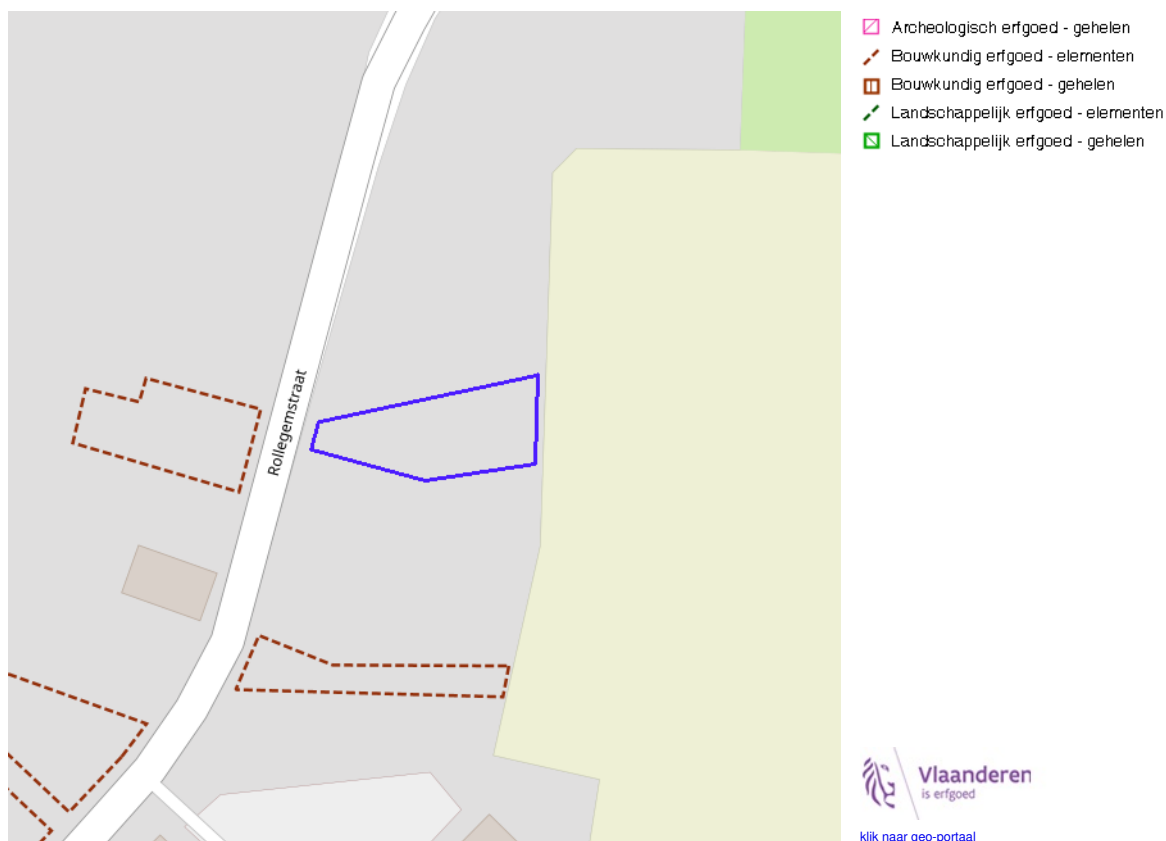 Archeologisch erfgoed - gehelen
Bouwkundig erfgoed - elementen
Bouwkundig erfgoed - gehelen
Landschappelijk erfgoed - elementen
Landschappelijk erfgoed - gehelen
Rollegemstraat
Vlaanderen
is erfgoed
klik naar geo-portaal